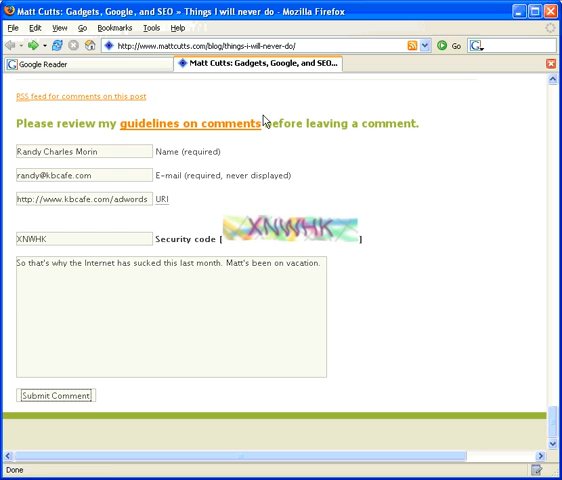 Matt Cutts: Gadgets, Google, and SEO » Things I will never do - Mozilla Firefox
File Edit View Go Bookmarks Tools Help
http://www.mattcutts.com/blog/things-i-will-never-do/ Go
Google Reader Matt Cutts: Gadgets, Google, and SEO...
RSS feed for comments on this post
Please review my guidelines on comments before leaving a comment.
Randy Charles Morin Name (required)
randy@kbcafe.com E-mail (required, never displayed)
http://www.kbcafe.com/adwords URI
XNWHK Security code [ XNWHK ]
So that's why the Internet has sucked this last month. Matt's been on vacation.
Submit Comment
Done